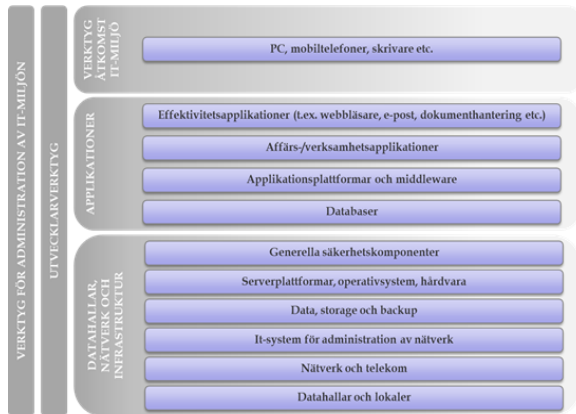 VERKTYG FÖR ADMINISTRATION AV IT-MILJÖN
UTVECKLARVERKTYG
VERKTYG
ÅTKOMST
IT-MILJÖ
PC, mobiltelefoner, skrivare etc.
APPLIKATIONER
Effektivitetsapplikationer (t.ex. webbläsare, e-post, dokumenthantering etc.)
Affärs-/verksamhetsapplikationer
Applikationsplattformar och middleware
Databaser
DATAHALLAR,
NÄTVERK OCH
INFRASTRUKTUR
Generella säkerhetskomponenter
Serverplattformar, operativsystem, hårdvara
Data, storage och backup
It-system för administration av nätverk
Nätverk och telekom
Datahallar och lokaler